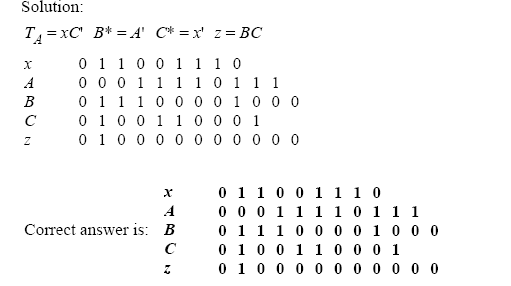 Solution:
T_A = xC' B* = A' C* = x' z = BC
x 0 1 1 0 0 1 1 1 0
A 0 0 0 1 1 1 1 0 1 1 1
B 0 1 1 1 0 0 0 0 1 0 0 0
C 0 1 0 0 1 1 0 0 0 1
z 0 1 0 0 0 0 0 0 0 0 0 0
x 0 1 1 0 0 1 1 1 0
A 0 0 0 1 1 1 1 0 1 1 1
Correct answer is: B 0 1 1 1 0 0 0 0 1 0 0 0
C 0 1 0 0 1 1 0 0 0 1
z 0 1 0 0 0 0 0 0 0 0 0 0